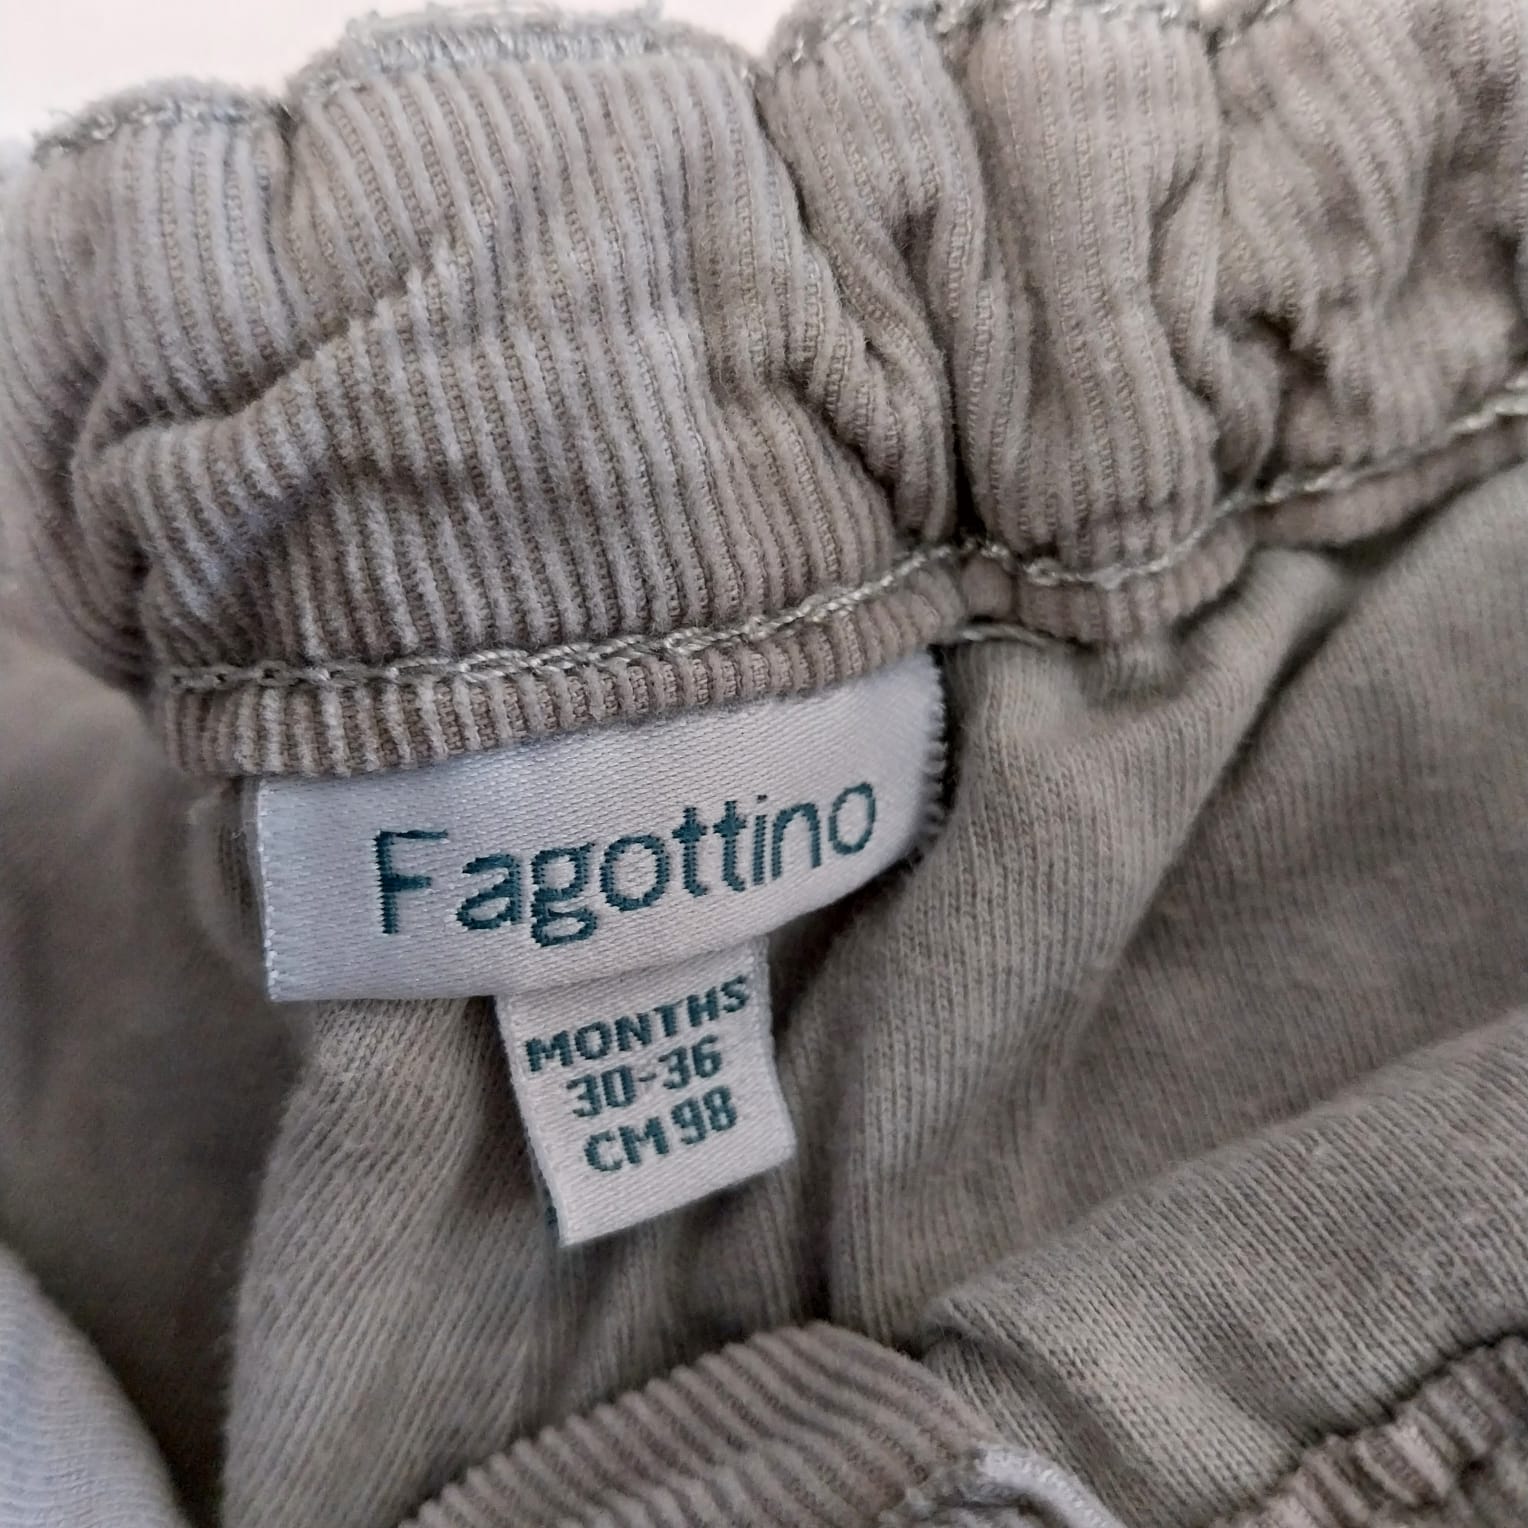 Fagottino
MONTHS
30-36
CM 98